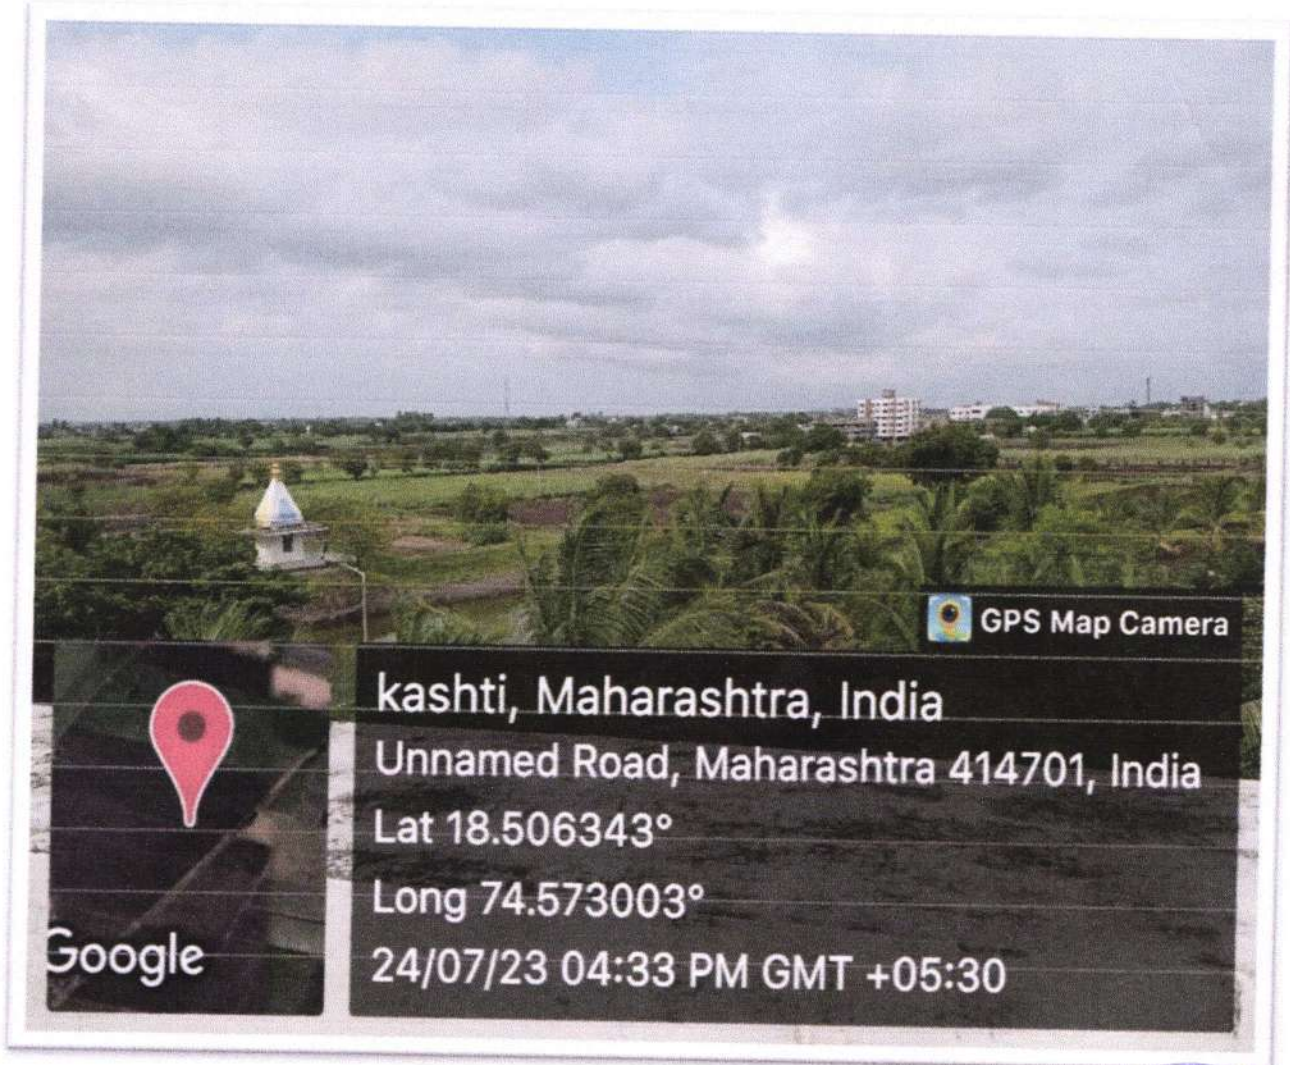 GPS Map Camera
kashti, Maharashtra, India
Unnamed Road, Maharashtra 414701, India
Lat 18.506343°
Long 74.573003°
24/07/23 04:33 PM GMT +05:30
Google